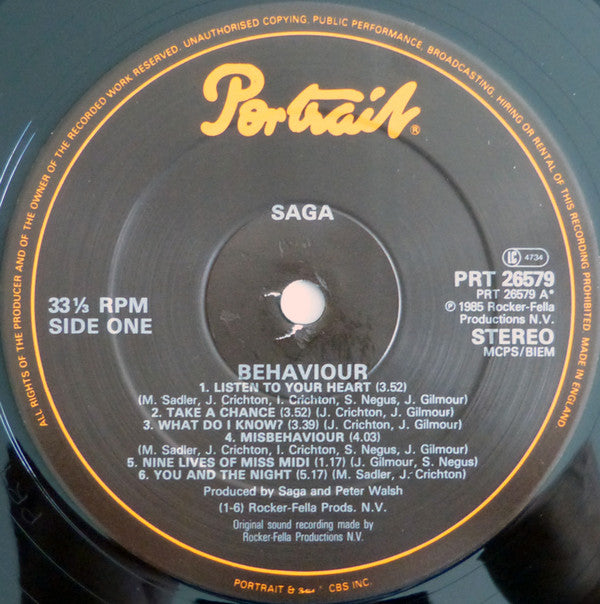 ALL RIGHTS OF THE PRODUCER AND OF THE OWNER OF THE RECORDED WORK RESERVED. UNAUTHORISED COPYING, PUBLIC PERFORMANCE, BROADCASTING, HIRING OR RENTAL OF THIS RECORDING PROHIBITED. MADE IN ENGLAND.
Portrait®
SAGA
LC 4734
33⅓ RPM
SIDE ONE
PRT 26579
PRT 26579 A*
℗ 1985 Rocker-Fella
Productions N.V.
STEREO
MCPS/BIEM
BEHAVIOUR
1. LISTEN TO YOUR HEART (3.52)
(M. Sadler, J. Crichton, I. Crichton, S. Negus, J. Gilmour)
2. TAKE A CHANCE (3.52) (J. Crichton, J. Gilmour)
3. WHAT DO I KNOW? (3.39) (J. Crichton, J. Gilmour)
4. MISBEHAVIOUR (4.03)
(M. Sadler, J. Crichton, I. Crichton, S. Negus, J. Gilmour)
5. NINE LIVES OF MISS MIDI (1.17) (J. Gilmour, S. Negus)
6. YOU AND THE NIGHT (5.17) (M. Sadler, J. Crichton)
Produced by Saga and Peter Walsh
(1-6) Rocker-Fella Prods. N.V.
Original sound recording made by
Rocker-Fella Productions N.V.
PORTRAIT & CBS INC.